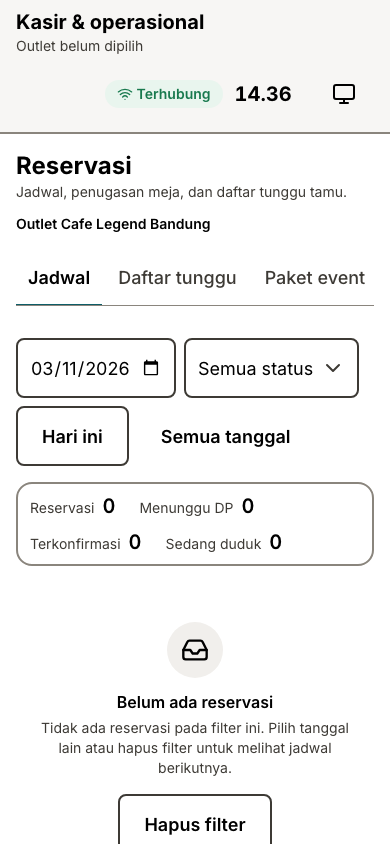 Kasir & operasional
Outlet belum dipilih
Terhubung 14.36
Reservasi
Jadwal, penugasan meja, dan daftar tunggu tamu.
Outlet Cafe Legend Bandung
Jadwal Daftar tunggu Paket event
03/11/2026 Semua status
Hari ini Semua tanggal
Reservasi 0 Menunggu DP 0
Terkonfirmasi 0 Sedang duduk 0
Belum ada reservasi
Tidak ada reservasi pada filter ini. Pilih tanggal
lain atau hapus filter untuk melihat jadwal
berikutnya.
Hapus filter